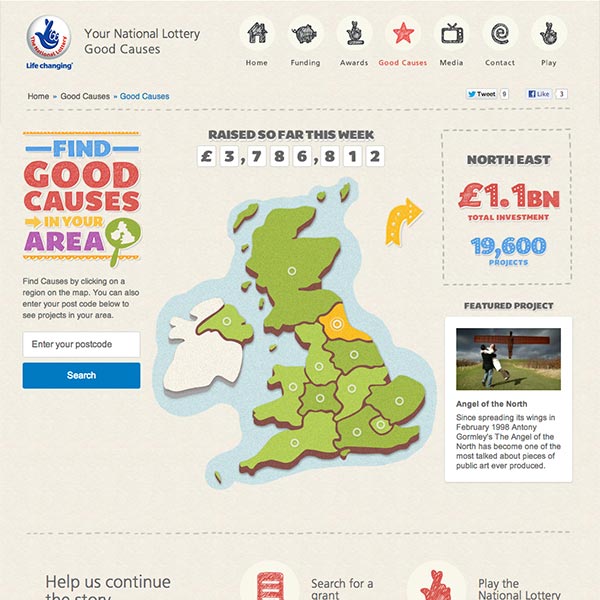 The National Lottery
Life changing
Your National Lottery
Good Causes
Home
Funding
Awards
Good Causes
Media
Contact
Play
Home » Good Causes » Good Causes
Tweet 9
Like 3
FIND
GOOD
CAUSES
IN YOUR
AREA
Find Causes by clicking on a
region on the map. You can also
enter your post code below to
see projects in your area.
Enter your postcode
Search
RAISED SO FAR THIS WEEK
£3,786,812
NORTH EAST
£1.1BN
TOTAL INVESTMENT
19,600
PROJECTS
FEATURED PROJECT
Angel of the North
Since spreading its wings in
February 1998 Antony
Gormley's The Angel of the
North has become one of the
most talked about pieces of
public art ever produced.
Help us continue
the story
Search for a
grant
Play the
National Lottery